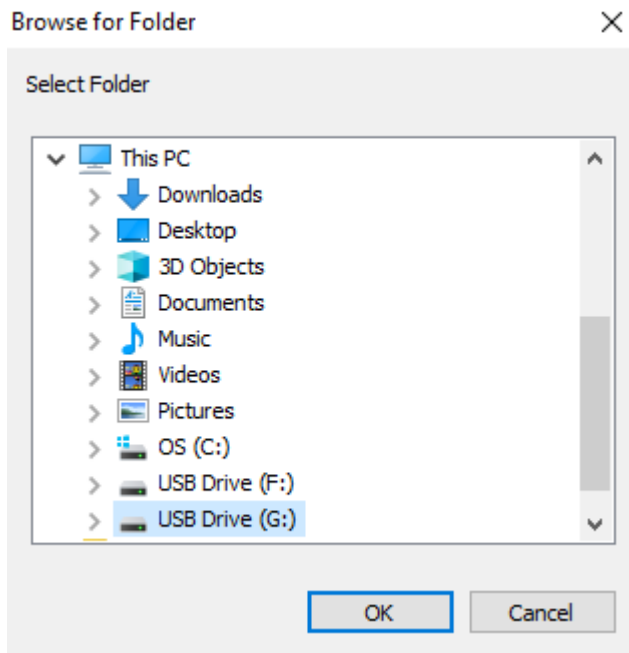 Browse for Folder
Select Folder
This PC
Downloads
Desktop
3D Objects
Documents
Music
Videos
Pictures
OS (C:)
USB Drive (F:)
USB Drive (G:)
OK Cancel